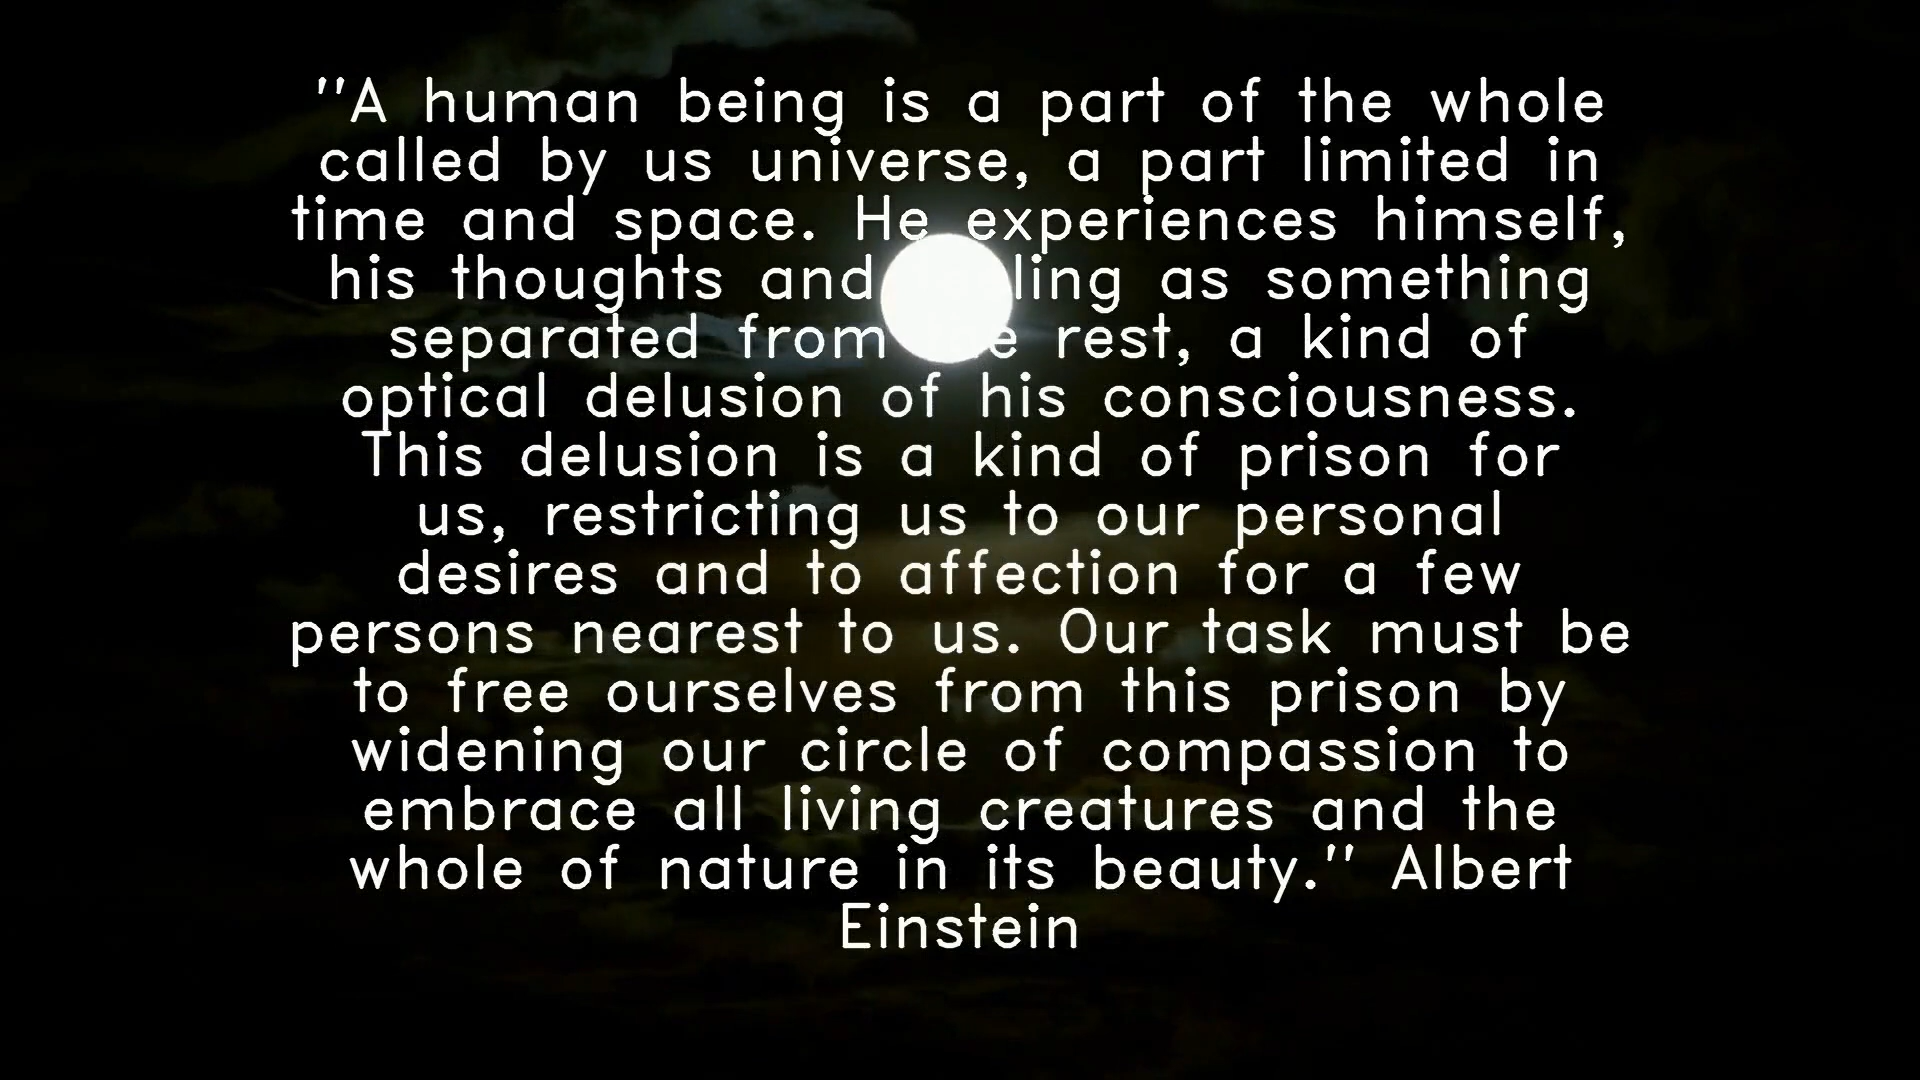 "A human being is a part of the whole
called by us universe, a part limited in
time and space. He experiences himself,
his thoughts and as something
separated from rest, a kind of
optical delusion of his consciousness.
This delusion is a kind of prison for
us, restricting us to our personal
desires and to affection for a few
persons nearest to us. Our task must be
to free ourselves from this prison by
widening our circle of compassion to
embrace all living creatures and the
whole of nature in its beauty." Albert
Einstein